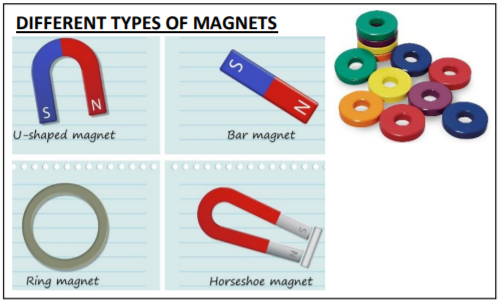 DIFFERENT TYPES OF MAGNETS
S N
U-shaped magnet
S
N
Bar magnet
Ring magnet
S
N
Horseshoe magnet